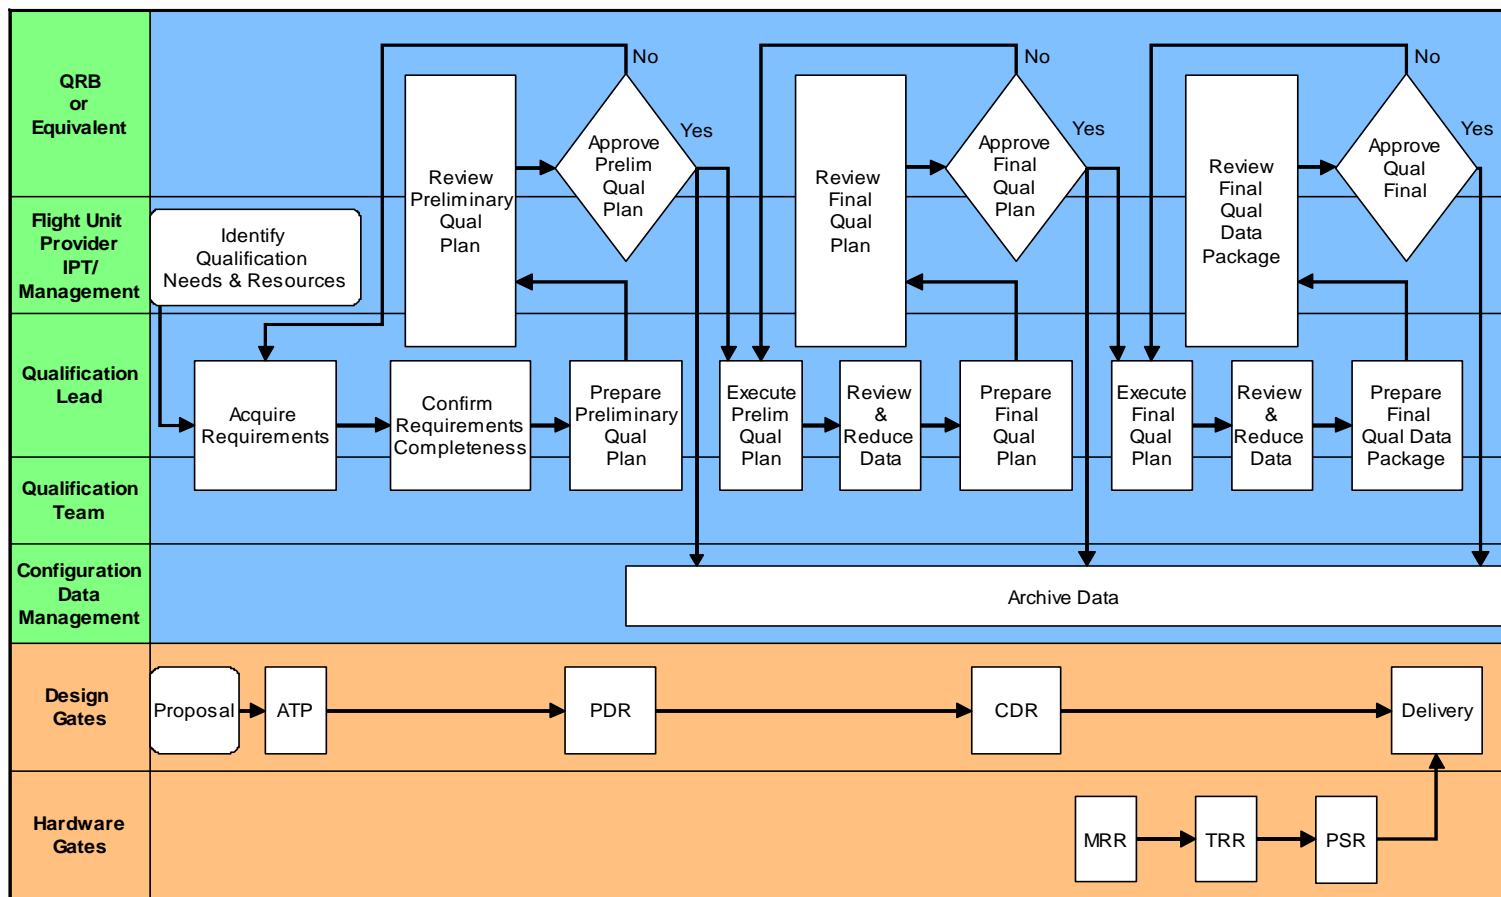 QRB
or
Equivalent
Flight Unit
Provider
IPT/
Management
Qualification
Lead
Qualification
Team
Configuration
Data
Management
Design
Gates
Hardware
Gates
Identify
Qualification
Needs & Resources
Acquire
Requirements
Confirm
Requirements
Completeness
Prepare
Preliminary
Qual
Plan
Review
Preliminary
Qual
Plan
Approve
Prelim
Qual
Plan
No
Yes
Execute
Prelim
Qual
Plan
Review
&
Reduce
Data
Prepare
Final
Qual
Plan
Review
Final
Qual
Plan
Approve
Final
Qual
Plan
No
Yes
Execute
Final
Qual
Plan
Review
&
Reduce
Data
Prepare
Final
Qual Data
Package
Review
Final
Qual
Data
Package
Approve
Qual
Final
No
Yes
Archive Data
Proposal
ATP
PDR
CDR
Delivery
MRR
TRR
PSR